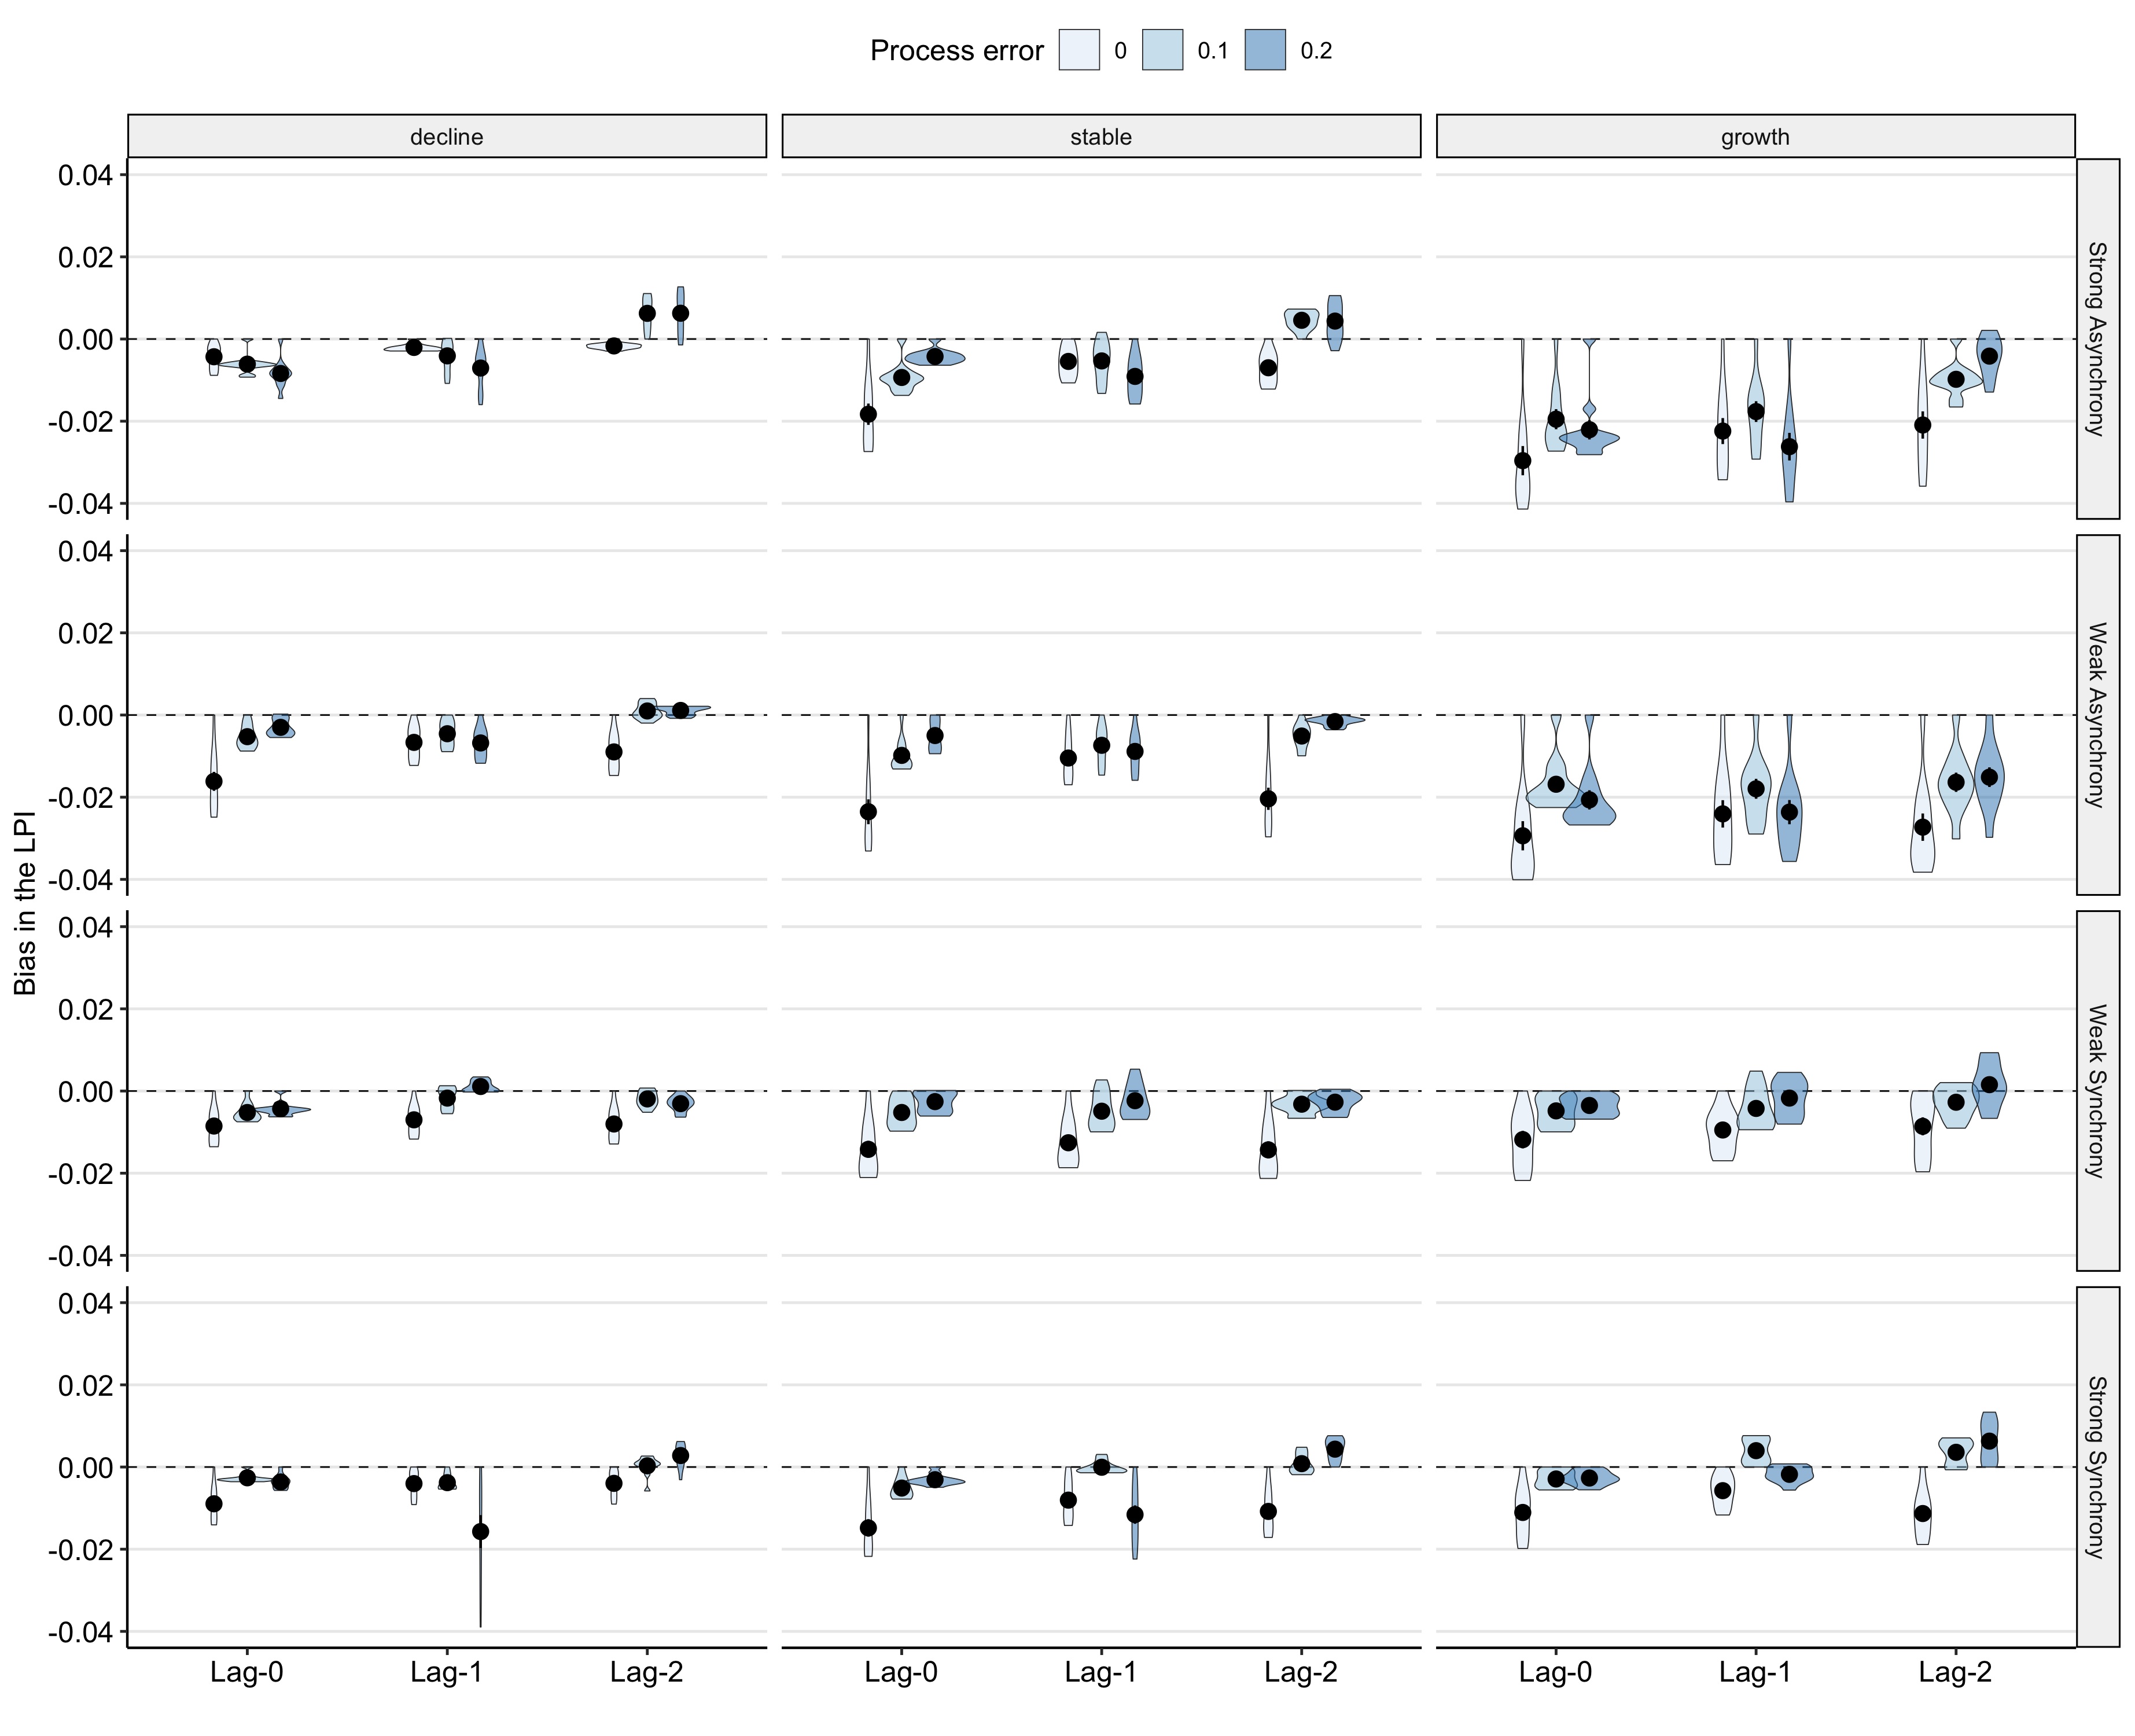 Process error 0 0.1 0.2
decline stable growth
0.04
0.02
0.00
-0.02
-0.04
Strong Asynchrony
0.04
0.02
0.00
-0.02
-0.04
Weak Asynchrony
Bias in the LPI
0.04
0.02
0.00
-0.02
-0.04
Weak Synchrony
0.04
0.02
0.00
-0.02
-0.04
Strong Synchrony
Lag-0 Lag-1 Lag-2 Lag-0 Lag-1 Lag-2 Lag-0 Lag-1 Lag-2